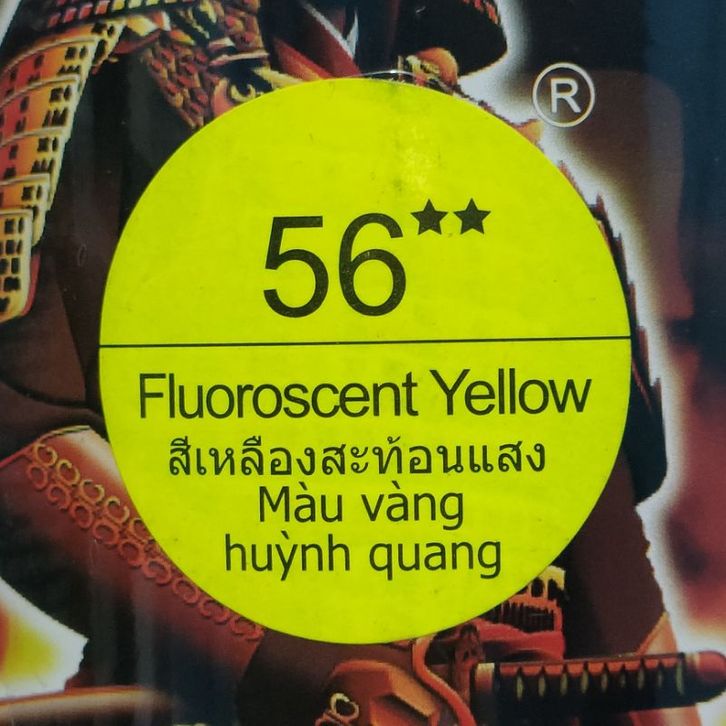 ®
56★★
Fluoroscent Yellow
สีเหลืองสะท้อนแสง
Màu vàng
huỳnh quang